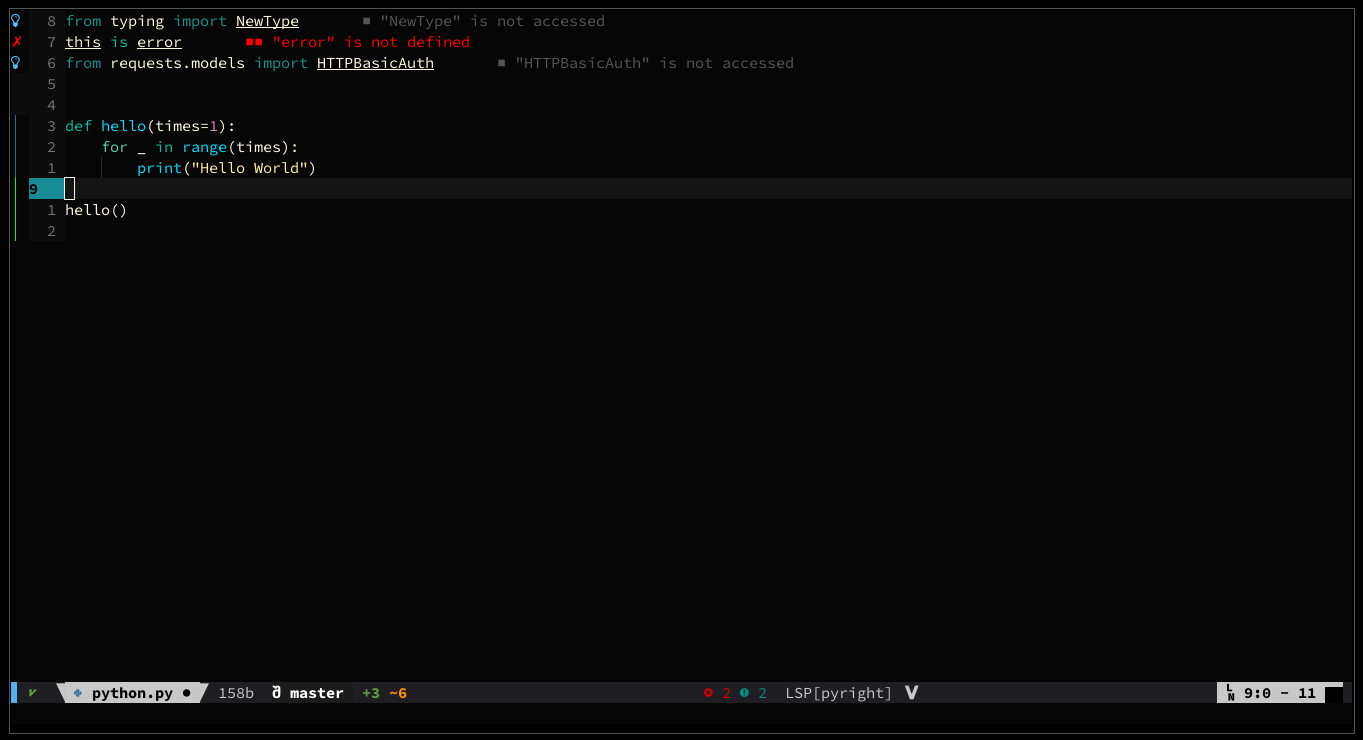 8 from typing import NewType ■ "NewType" is not accessed
✗ 7 this is error ■■ "error" is not defined
6 from requests.models import HTTPBasicAuth ■ "HTTPBasicAuth" is not accessed
5
4
3 def hello(times=1):
2 for _ in range(times):
1 print("Hello World")
9
1 hello()
2
python.py ● 158b master +3 ~6 2 2 LSP[pyright] V LN 9:0 - 11